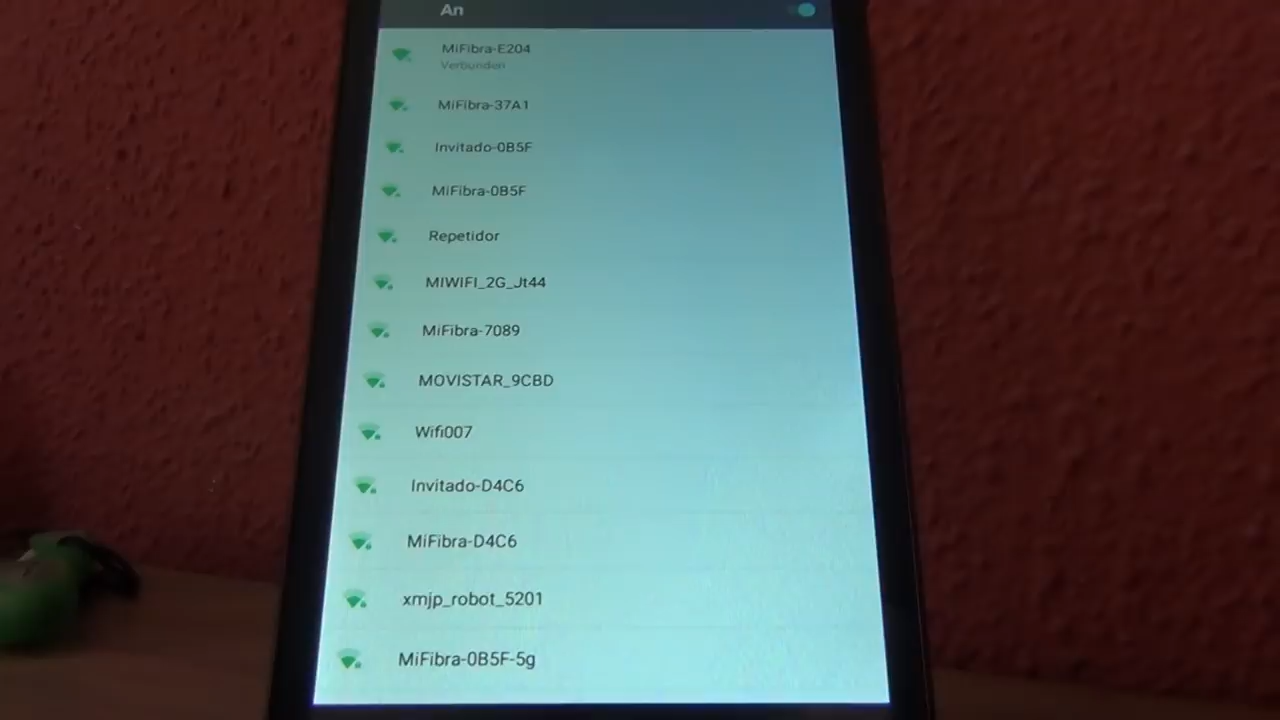 An
MiFibra-E204
Verbunden
MiFibra-37A1
Invitado-0B5F
MiFibra-0B5F
Repetidor
MIWIFI_2G_Jt44
MiFibra-7089
MOVISTAR_9CBD
Wifi007
Invitado-D4C6
MiFibra-D4C6
xmjp_robot_5201
MiFibra-0B5F-5g